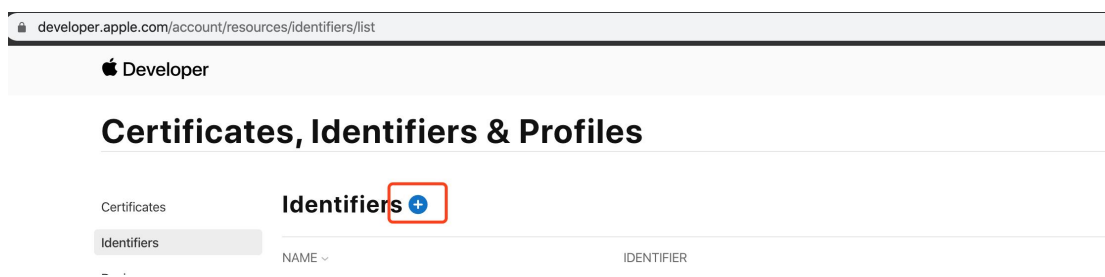 developer.apple.com/account/resources/identifiers/list
Developer
Certificates, Identifiers & Profiles
Certificates
Identifiers
Identifiers
NAME
IDENTIFIER